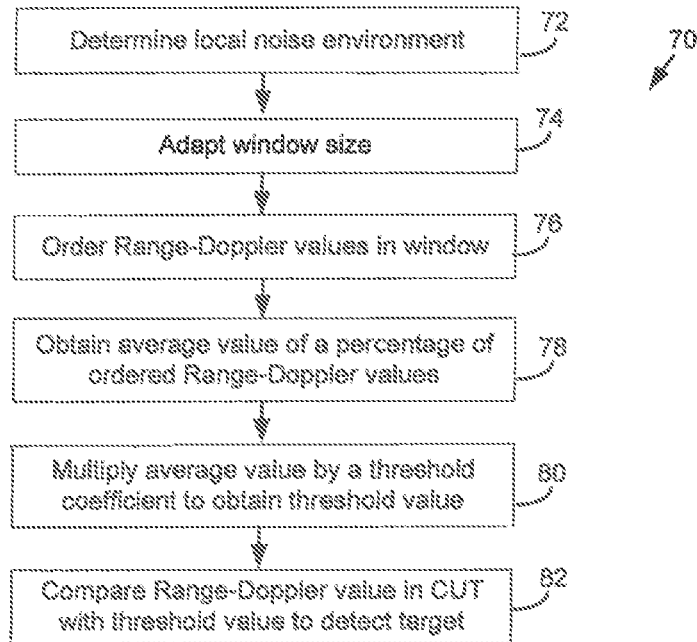 Determine local noise environment
72
70
Adapt window size
74
Order Range-Doppler values in window
76
Obtain average value of a percentage of
ordered Range-Doppler values
78
Multiply average value by a threshold
coefficient to obtain threshold value
80
Compare Range-Doppler value in CUT
with threshold value to detect target
82